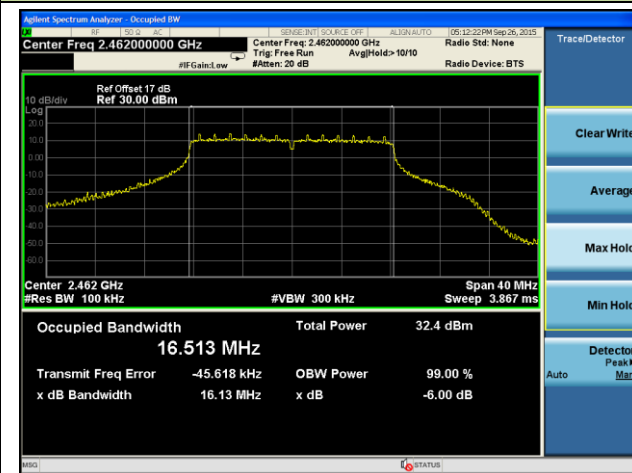 Agilent Spectrum Analyzer - Occupied BW
RF 50 Ω AC SENSE:INT SOURCE OFF ALIGN AUTO 05:12:22 PM Sep 26, 2015
Center Freq 2.462000000 GHz Center Freq: 2.462000000 GHz Radio Std: None
Trig: Free Run Avg|Hold:> 10/10
#IFGain:Low #Atten: 20 dB Radio Device: BTS
Trace/Detector
Ref Offset 17 dB
10 dB/div Ref 30.00 dBm
Log
20.0
10.0
0.00
-10.0
-20.0
-30.0
-40.0
-50.0
-60.0
Center 2.462 GHz Span 40 MHz
#Res BW 100 kHz #VBW 300 kHz Sweep 3.867 ms
Occupied Bandwidth Total Power 32.4 dBm
16.513 MHz
Transmit Freq Error -45.618 kHz OBW Power 99.00 %
x dB Bandwidth 16.13 MHz x dB -6.00 dB
Clear Write
Average
Max Hold
Min Hold
Detector
Peak
Auto Man
MSG STATUS